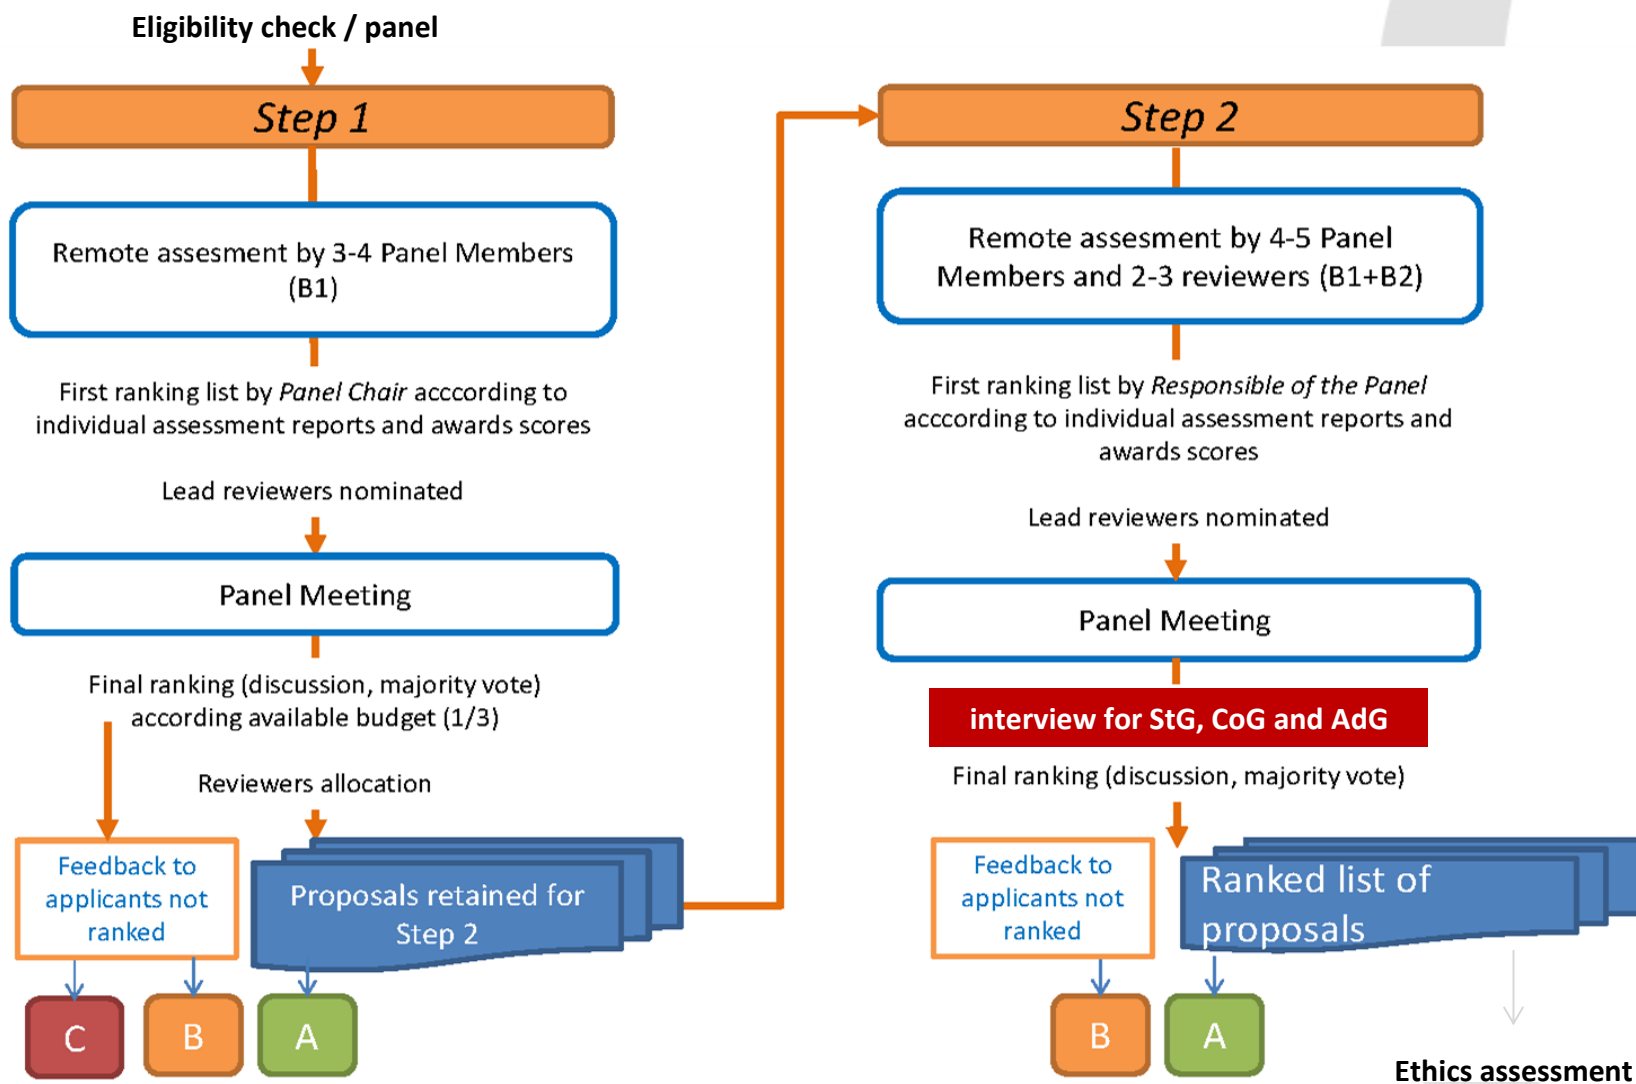 Eligibility check / panel
Step 1
Remote assesment by 3-4 Panel Members
(B1)
First ranking list by Panel Chair acccording to
individual assessment reports and awards scores
Lead reviewers nominated
Panel Meeting
Final ranking (discussion, majority vote)
according available budget (1/3)
Reviewers allocation
Feedback to
applicants not
ranked
Proposals retained for
Step 2
C
B
A
Step 2
Remote assesment by 4-5 Panel
Members and 2-3 reviewers (B1+B2)
First ranking list by Responsible of the Panel
acccording to individual assessment reports and
awards scores
Lead reviewers nominated
Panel Meeting
interview for StG, CoG and AdG
Final ranking (discussion, majority vote)
Feedback to
applicants not
ranked
Ranked list of
proposals
B
A
Ethics assessment